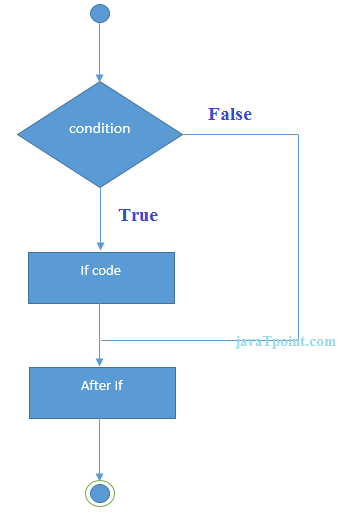 False
condition
True
If code
javaTpoint.com
After If